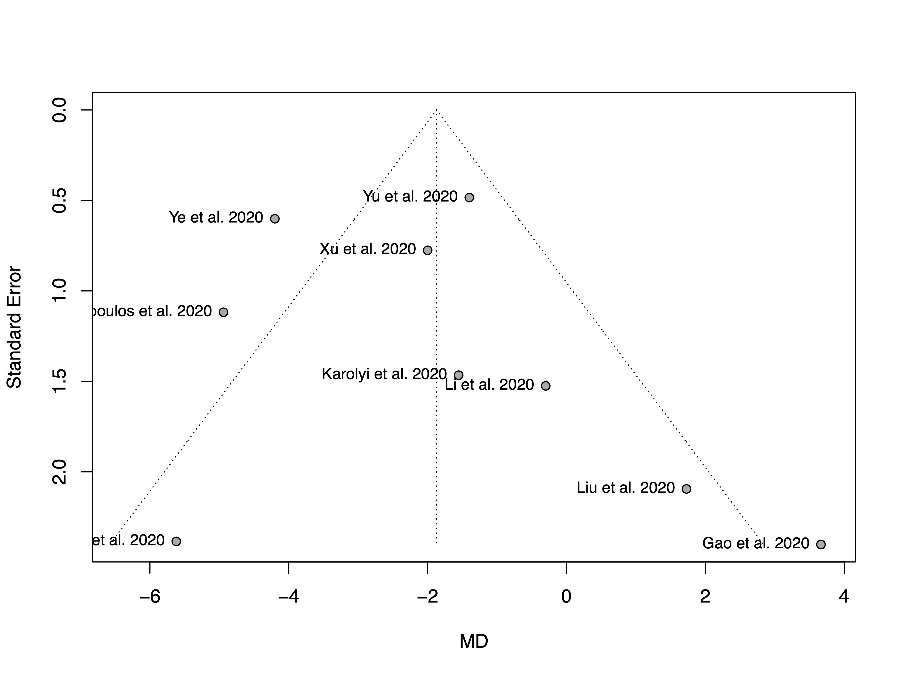 0.0
0.5
1.0
1.5
2.0
Standard Error
Yu et al. 2020
Ye et al. 2020
Xu et al. 2020
poulos et al. 2020
Karolyi et al. 2020
Li et al. 2020
Liu et al. 2020
et al. 2020
Gao et al. 2020
−6
−4
−2
0
2
4
MD